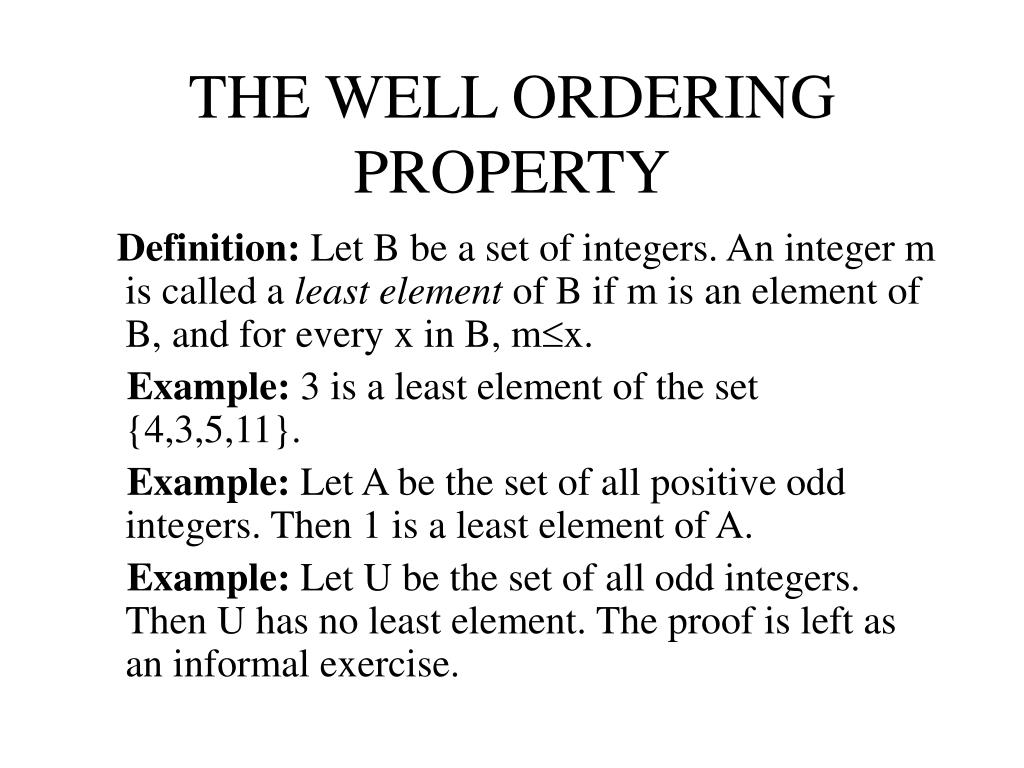 THE WELL ORDERING
PROPERTY
Definition: Let B be a set of integers. An integer m
is called a least element of B if m is an element of
B, and for every x in B, m≤x.
Example: 3 is a least element of the set
{4,3,5,11}.
Example: Let A be the set of all positive odd
integers. Then 1 is a least element of A.
Example: Let U be the set of all odd integers.
Then U has no least element. The proof is left as
an informal exercise.